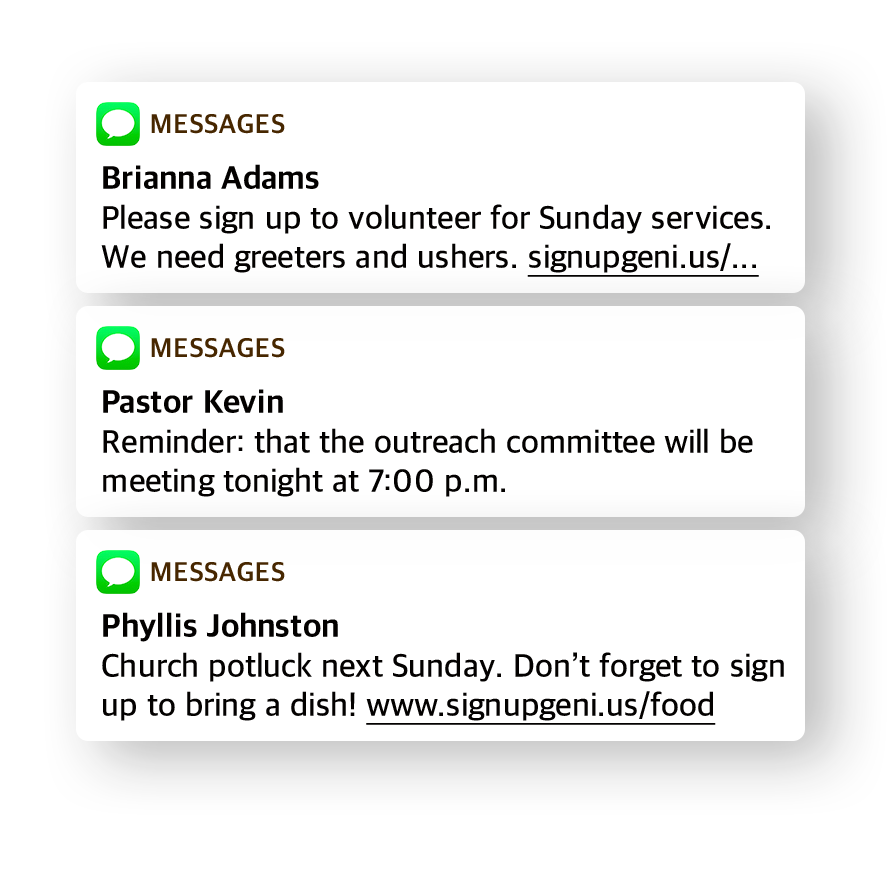 MESSAGES
Brianna Adams
Please sign up to volunteer for Sunday services.
We need greeters and ushers. signupgeni.us/...
MESSAGES
Pastor Kevin
Reminder: that the outreach committee will be
meeting tonight at 7:00 p.m.
MESSAGES
Phyllis Johnston
Church potluck next Sunday. Don’t forget to sign
up to bring a dish! www.signupgeni.us/food